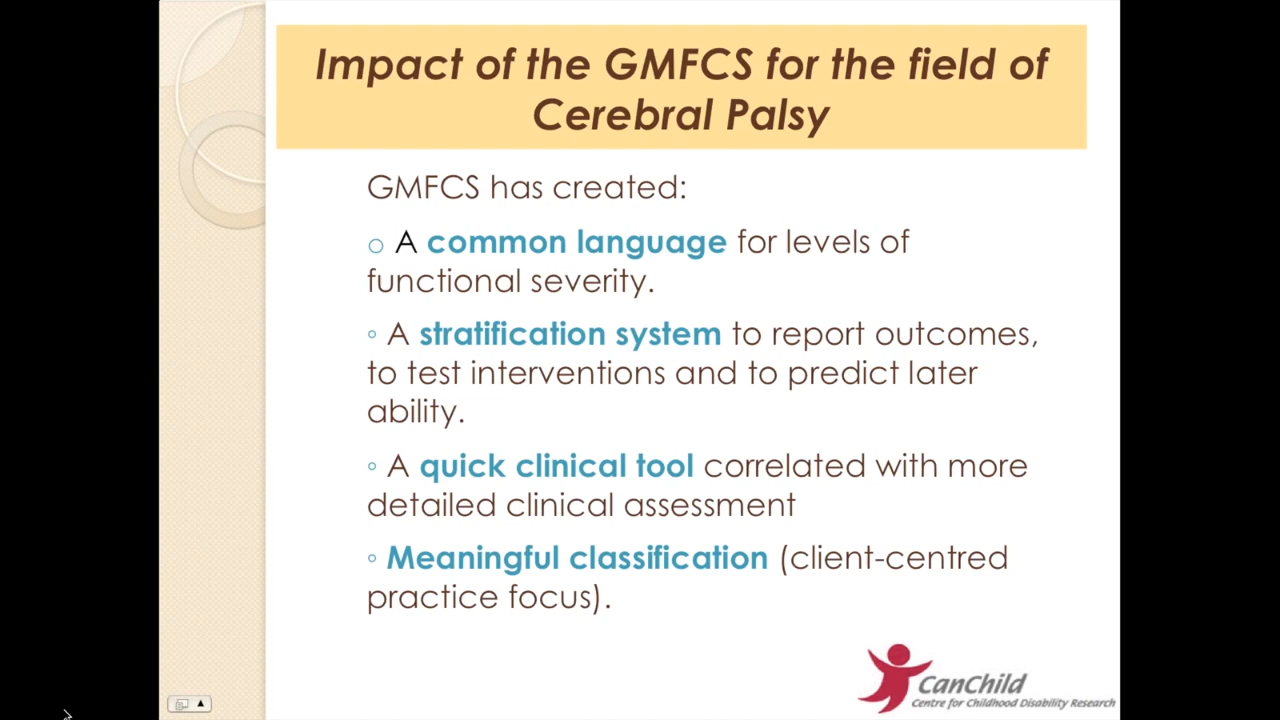 Impact of the GMFCS for the field of
Cerebral Palsy
GMFCS has created:
o A common language for levels of
functional severity.
◦ A stratification system to report outcomes,
to test interventions and to predict later
ability.
◦ A quick clinical tool correlated with more
detailed clinical assessment
◦ Meaningful classification (client-centred
practice focus).
CanChild
Centre for Childhood Disability Research